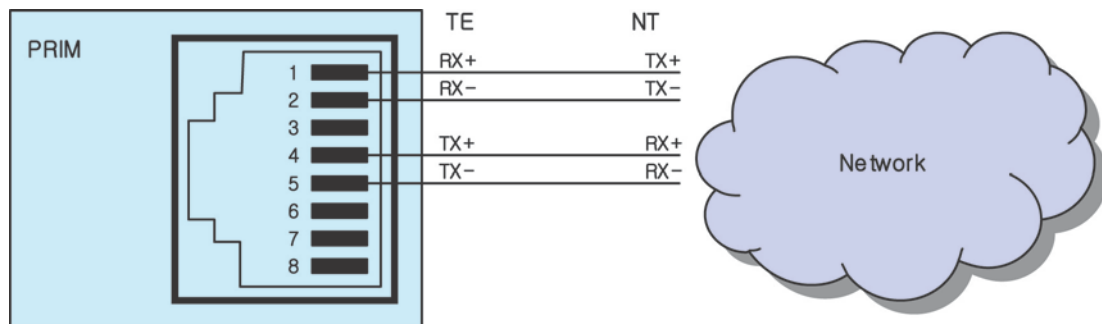 TE NT
PRIM
1 RX+ TX+
2 RX- TX-
3
4 TX+ RX+
5 TX- RX-
6
7
8
Network